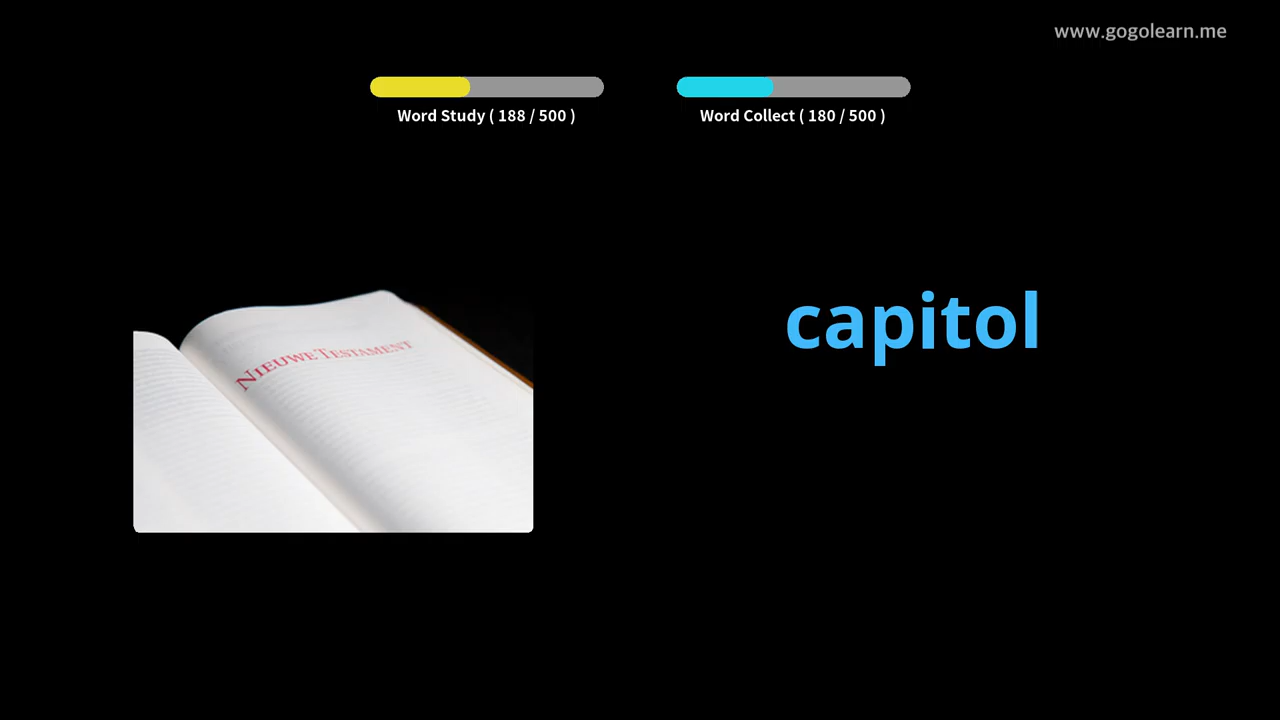 www.gogolearn.me
Word Study ( 188 / 500 )
Word Collect ( 180 / 500 )
NIEUWE TESTAMENT
capitol